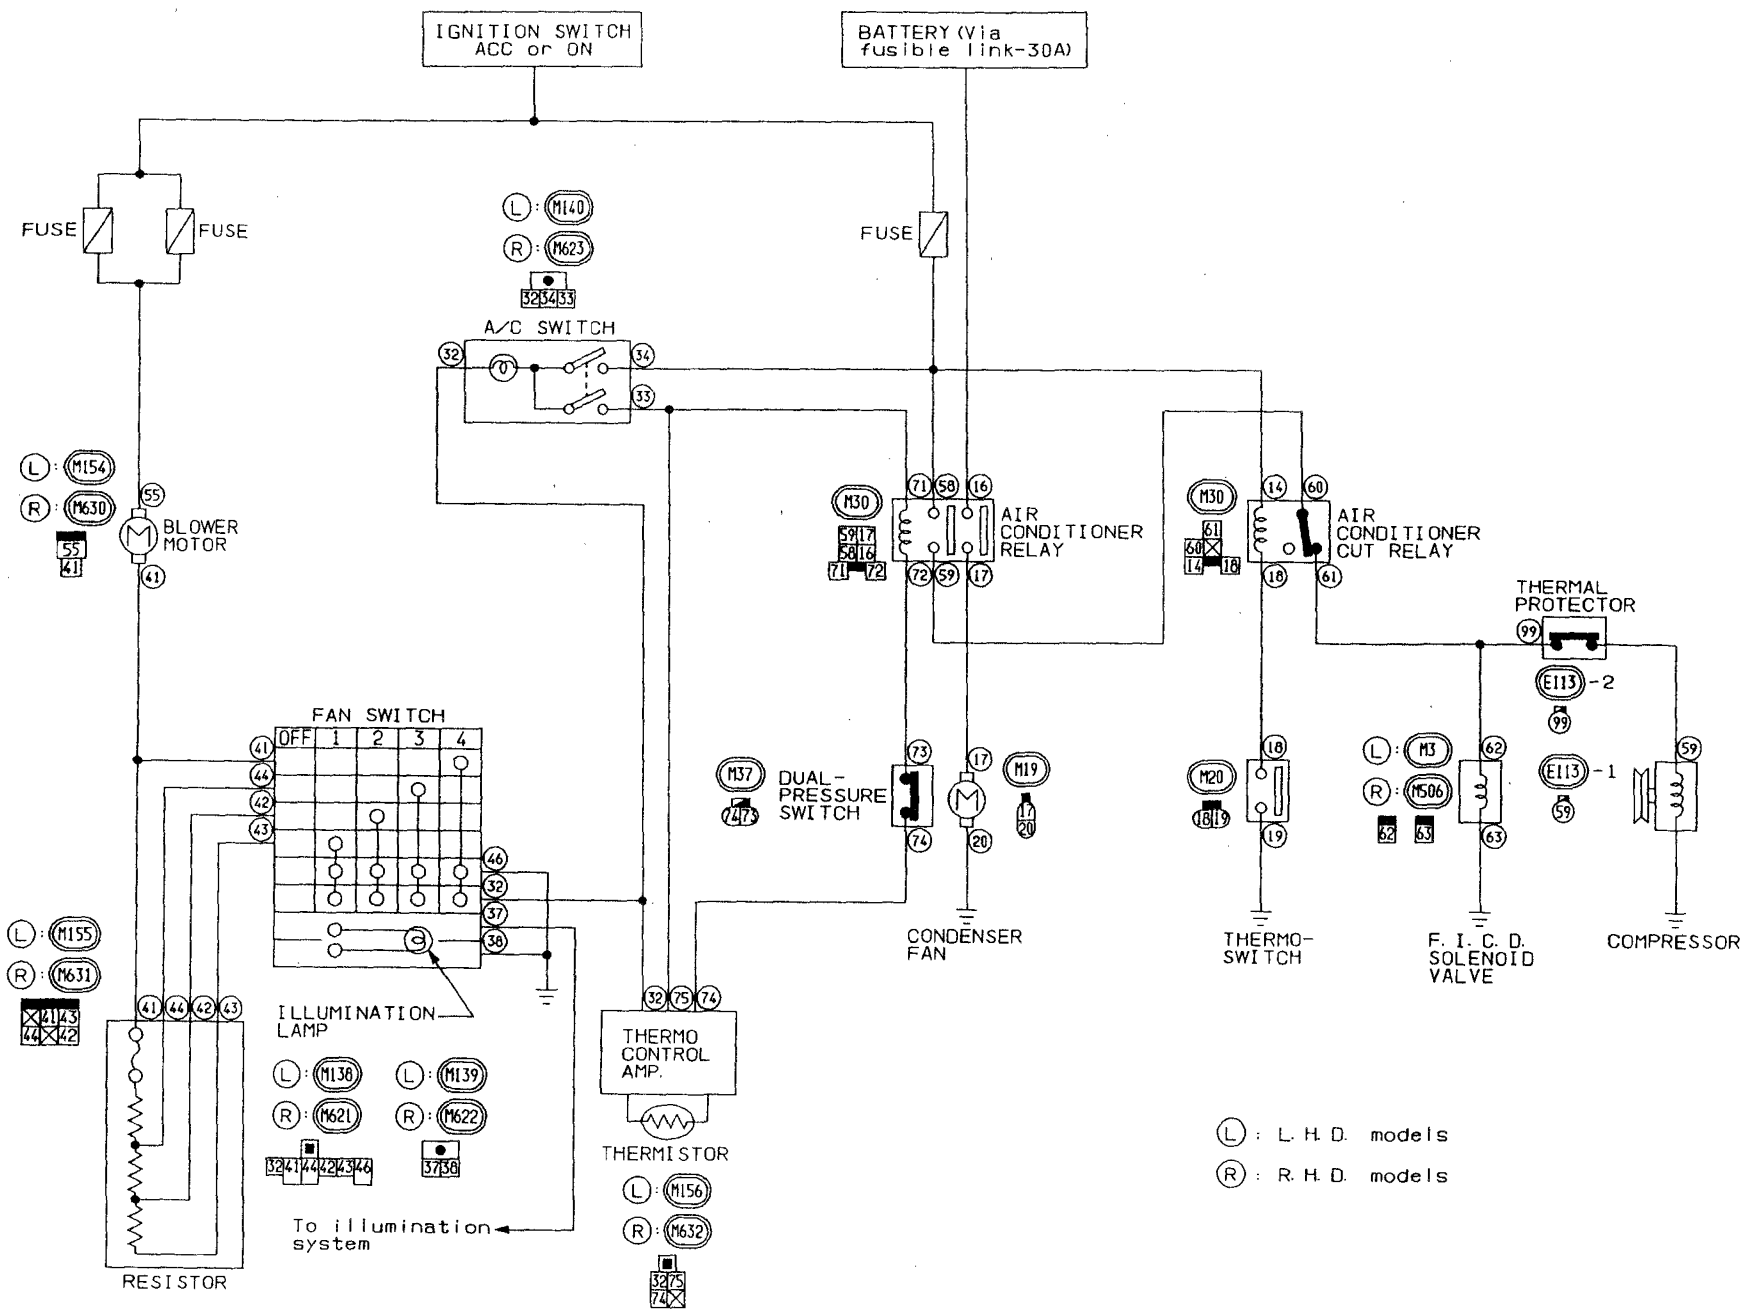 IGNITION SWITCH
ACC or ON
BATTERY (Via
fusible link-30A)
FUSE
FUSE
L : M140
R : M623
32 34 33
FUSE
A/C SWITCH
32
34
33
L : M154
R : M630
55
41
55
BLOWER
MOTOR
41
M30
59 17
58 16
71 72
71 58 16
AIR
CONDITIONER
RELAY
72 59 17
M30
61
60
14 18
14 60
AIR
CONDITIONER
CUT RELAY
18 61
THERMAL
PROTECTOR
99
E113 -2
99
FAN SWITCH
OFF 1 2 3 4
41
44
42
43
46
32
37
38
M37
74 73
DUAL-
PRESSURE
SWITCH
73
74
17
M
20
M19
17
20
CONDENSER
FAN
M20
18 19
18
19
THERMO-
SWITCH
L : M3
R : M506
62 63
62
63
F. I. C. D.
SOLENOID
VALVE
E113 -1
59
59
COMPRESSOR
L : M155
R : M631
41 43
44 42
41 44 42 43
RESISTOR
ILLUMINATION
LAMP
L : M138
R : M621
32 41 44 42 43 46
L : M139
R : M622
37 38
To illumination
system
32 75 74
THERMO
CONTROL
AMP.
THERMISTOR
L : M156
R : M632
32 75
74
L : L. H. D. models
R : R. H. D. models